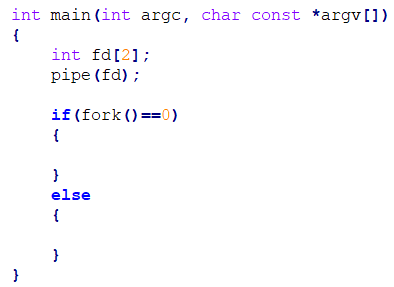 int main(int argc, char const *argv[])
{
    int fd[2];
    pipe(fd);

    if(fork()==0)
    {

    }
    else
    {

    }
}